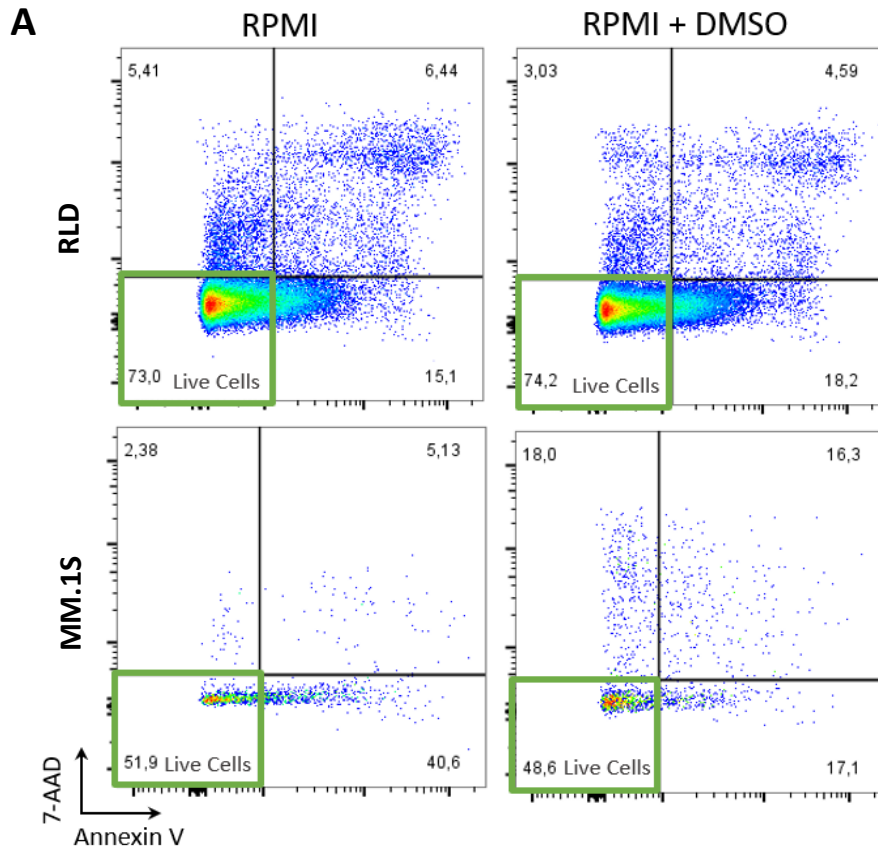 A
RPMI
RPMI + DMSO
RLD
5,41
6,44
73,0
Live Cells
15,1
3,03
4,59
74,2
Live Cells
18,2
MM.1S
2,38
5,13
51,9
Live Cells
40,6
18,0
16,3
48,6
Live Cells
17,1
7-AAD
Annexin V